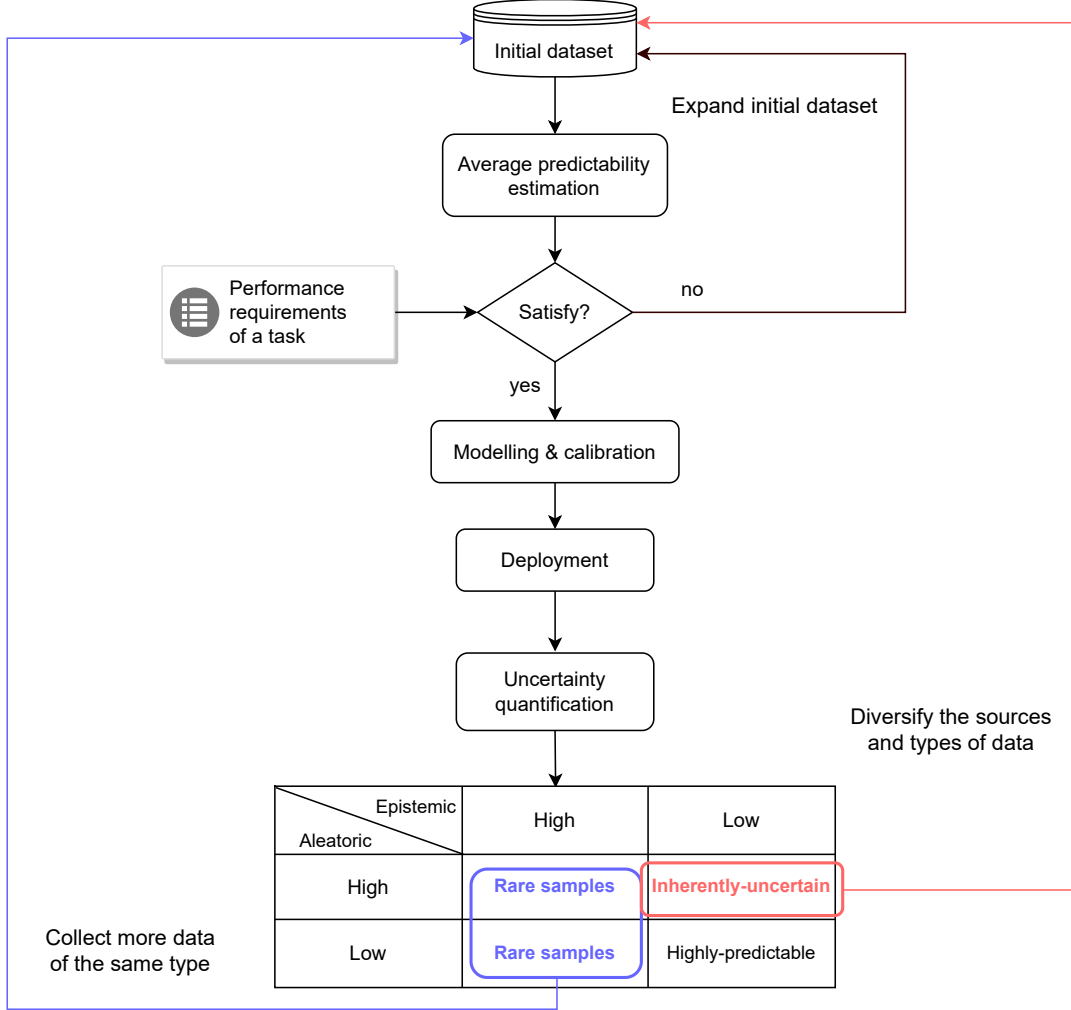 Initial dataset
Expand initial dataset
Average predictability
estimation
Performance
requirements
of a task
Satisfy?
no
yes
Modelling & calibration
Deployment
Uncertainty
quantification
Diversify the sources
and types of data
Epistemic
Aleatoric
High
Low
High
Rare samples
Inherently-uncertain
Low
Rare samples
Highly-predictable
Collect more data
of the same type